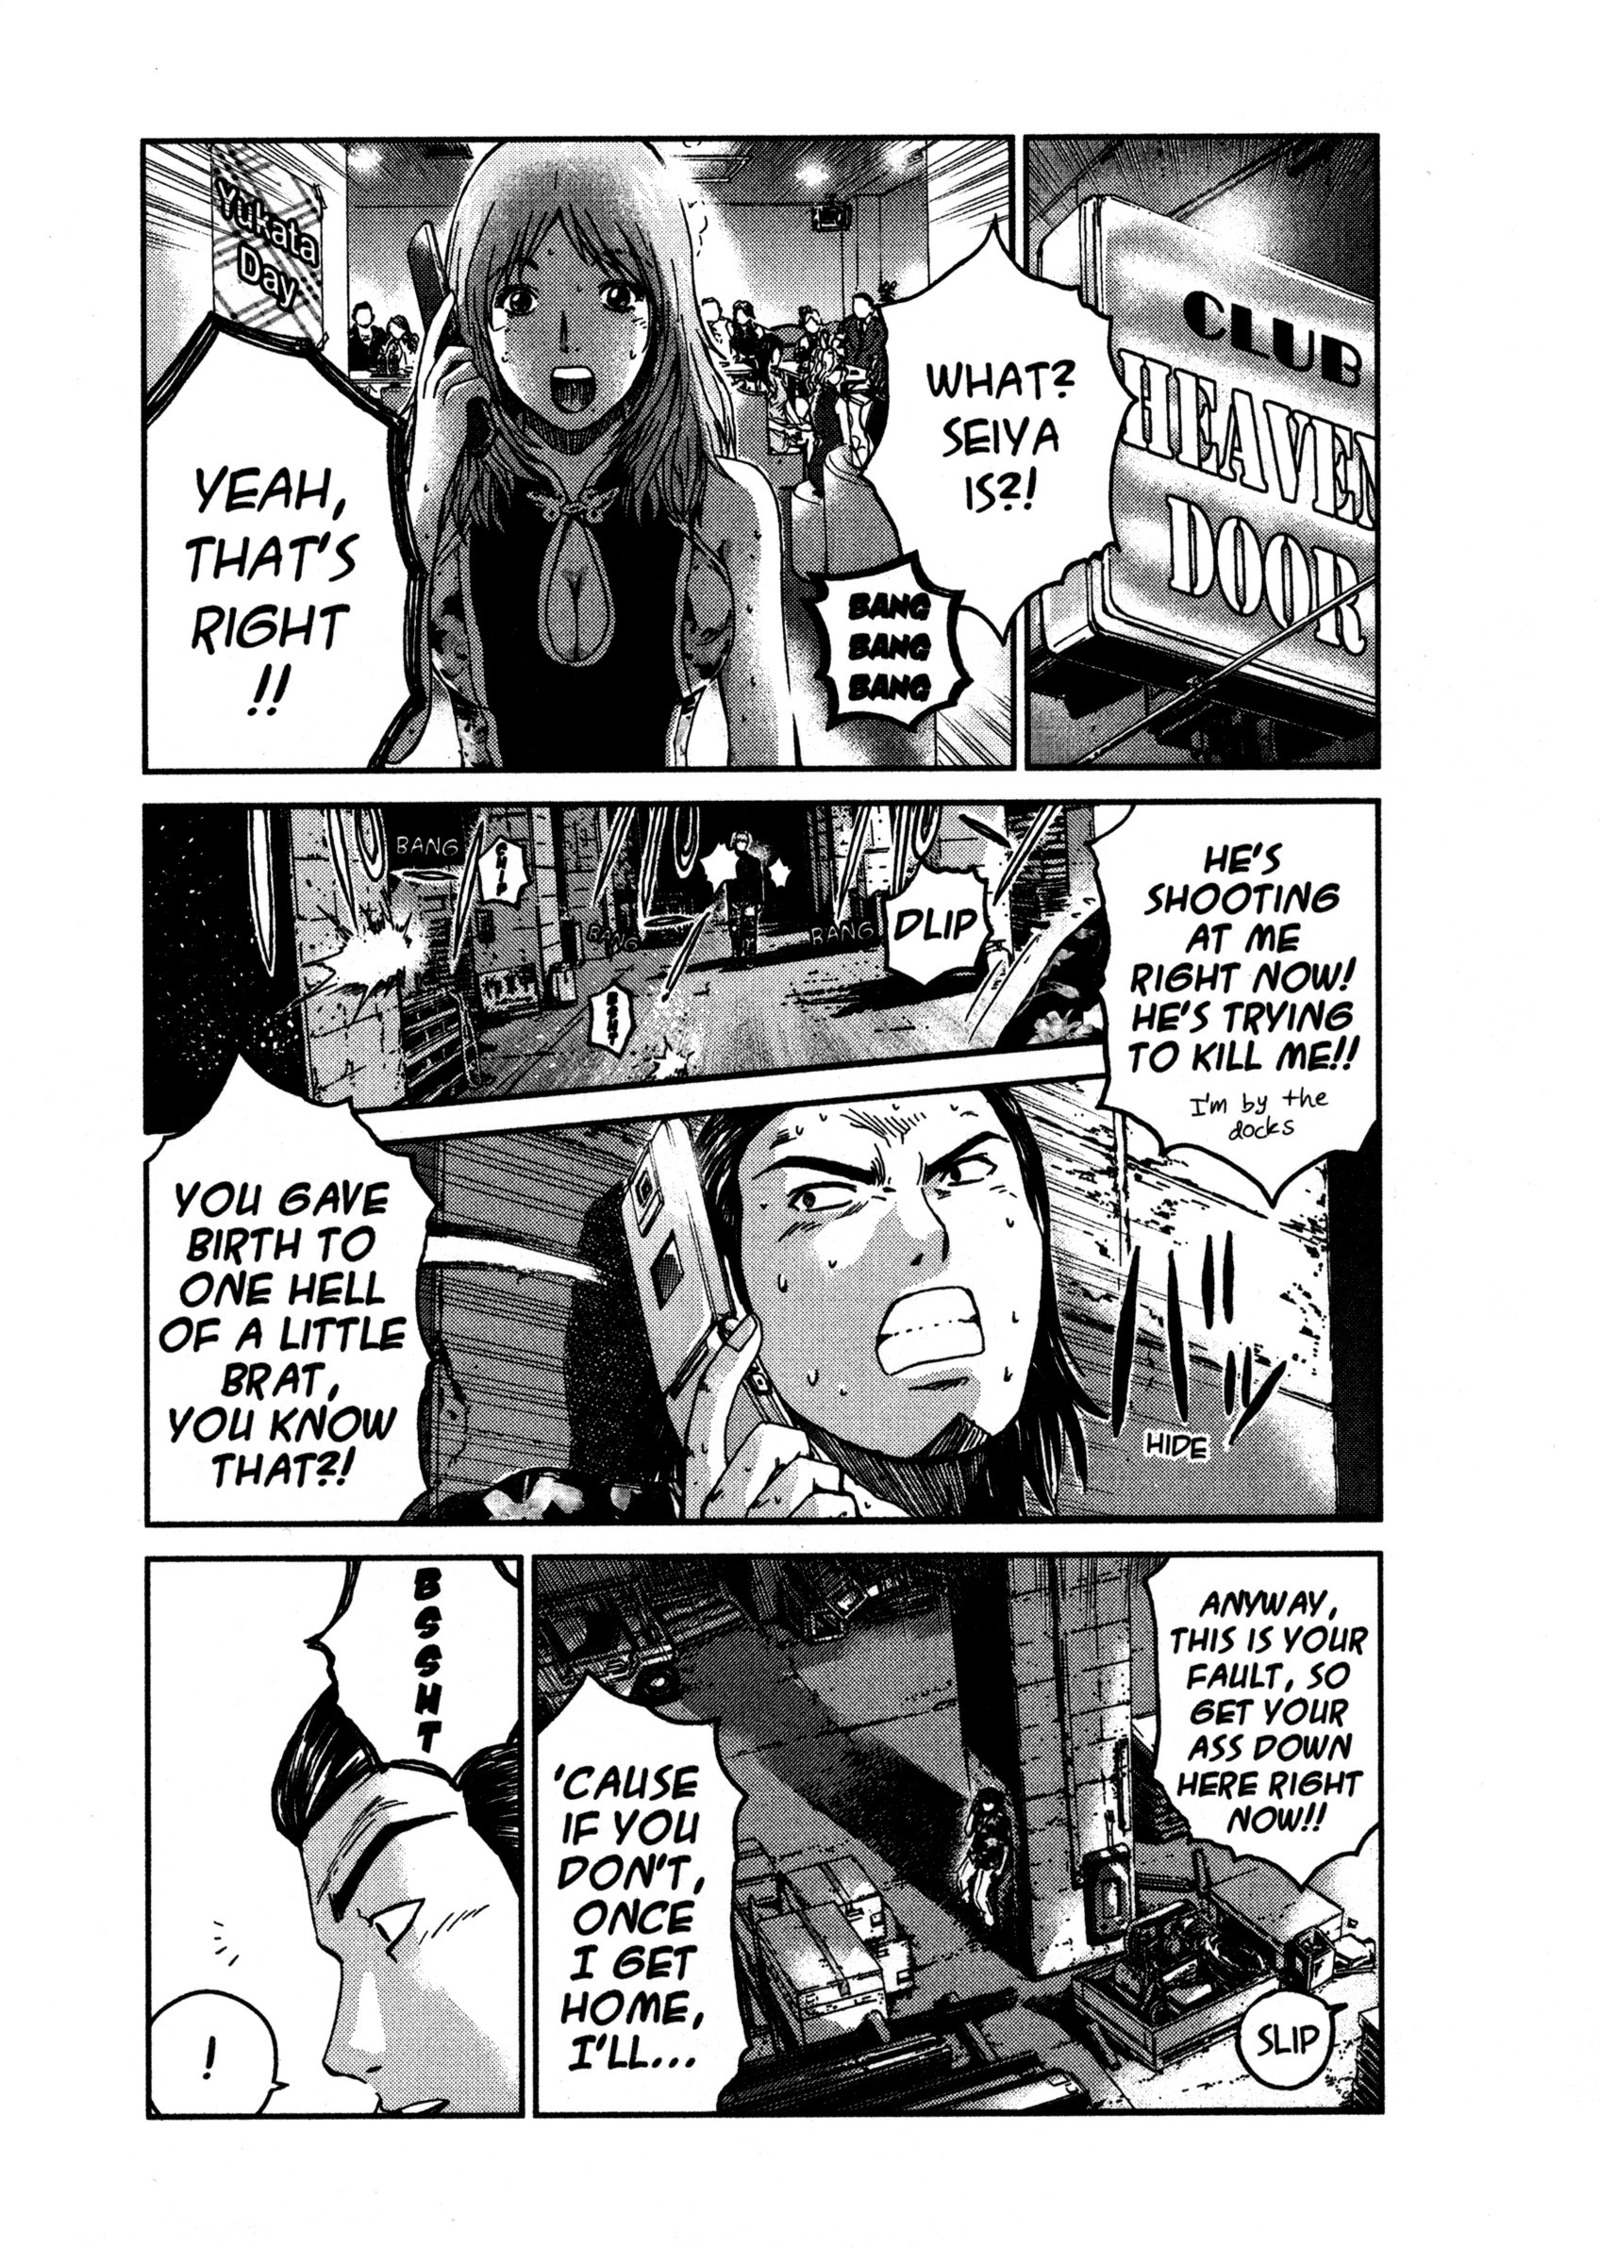 CLUB
HEAVEN
DOOR
WHAT?
SEIYA
IS?!
BANG
BANG
BANG
Yukata
Day
YEAH,
THAT'S
RIGHT
!!
HE'S
SHOOTING
AT ME
RIGHT NOW!
HE'S TRYING
TO KILL ME!!
I'm by the
docks
DLIP
BANG
BANG
BANG
HIDE
YOU GAVE
BIRTH TO
ONE HELL
OF A LITTLE
BRAT,
YOU KNOW
THAT?!
ANYWAY,
THIS IS YOUR
FAULT, SO
GET YOUR
ASS DOWN
HERE RIGHT
NOW!!
SLIP
'CAUSE
IF YOU
DON'T,
ONCE
I GET
HOME,
I'LL...
BSSHT
!